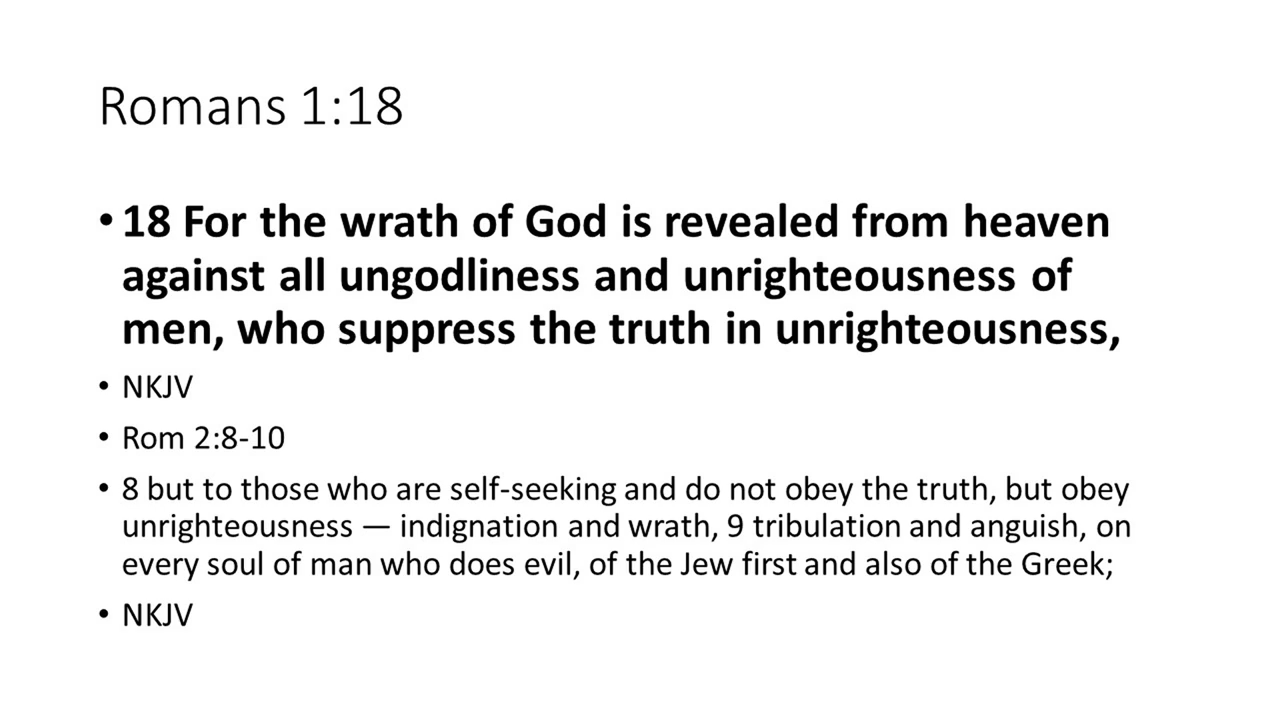 Romans 1:18
• 18 For the wrath of God is revealed from heaven
against all ungodliness and unrighteousness of
men, who suppress the truth in unrighteousness,
• NKJV
• Rom 2:8-10
• 8 but to those who are self-seeking and do not obey the truth, but obey
unrighteousness — indignation and wrath, 9 tribulation and anguish, on
every soul of man who does evil, of the Jew first and also of the Greek;
• NKJV